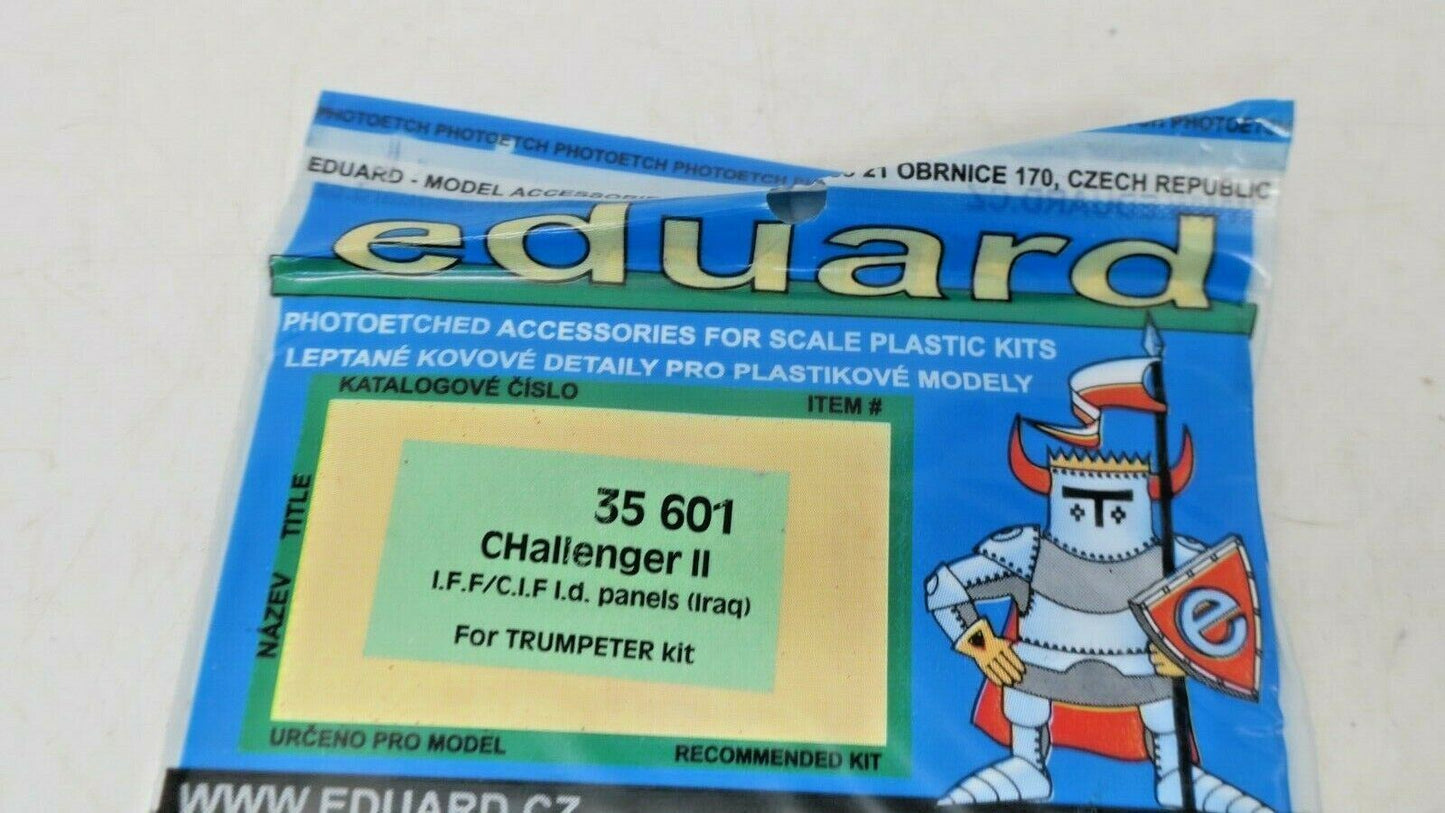 PHOTOETCH PHOTOETCH PHOTOETCH PHOTOETCH
PHOTOETCH
EDUARD - MODEL ACCESSORIES
21 OBRNICE 170, CZECH REPUBLIC
eduard
PHOTOETCHED ACCESSORIES FOR SCALE PLASTIC KITS
LEPTANÉ KOVOVÉ DETAILY PRO PLASTIKOVÉ MODELY
KATALOGOVÉ ČÍSLO
ITEM #
NÁZEV TITLE
35 601
CHallenger II
I.F.F/C.I.F I.d. panels (Iraq)
For TRUMPETER kit
e
URČENO PRO MODEL
RECOMMENDED KIT
WWW.EDUARD.CZ